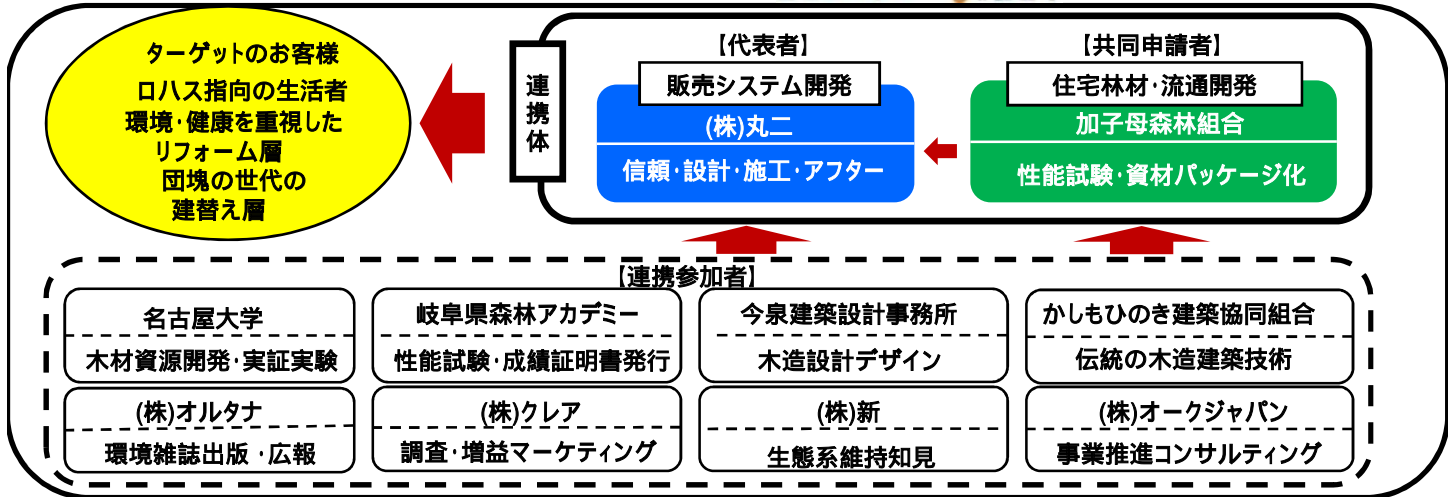 ターゲットのお客様
ロハス指向の生活者
環境・健康を重視した
リフォーム層
団塊の世代の
建替え層
連携体
【代表者】
販売システム開発
(株)丸二
信頼・設計・施工・アフター
【共同申請者】
住宅林材・流通開発
加子母森林組合
性能試験・資材パッケージ化
【連携参加者】
名古屋大学
木材資源開発・実証実験
岐阜県森林アカデミー
性能試験・成績証明書発行
今泉建築設計事務所
木造設計デザイン
かしもひのき建築協同組合
伝統の木造建築技術
(株)オルタナ
環境雑誌出版・広報
(株)クレア
調査・増益マーケティング
(株)新
生態系維持知見
(株)オークジャパン
事業推進コンサルティング